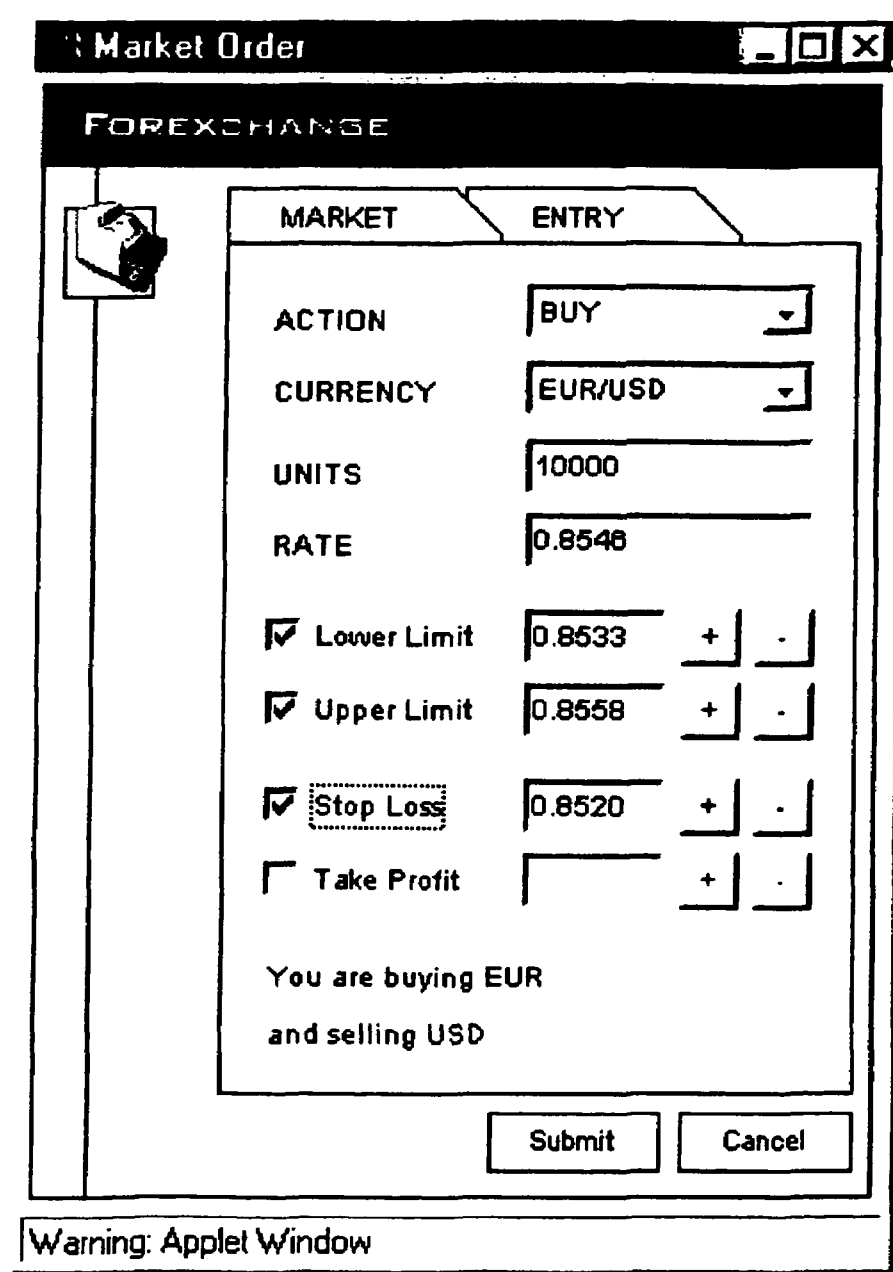 Market Order
FOREXCHANGE
MARKET ENTRY
ACTION BUY
CURRENCY EUR/USD
UNITS 10000
RATE 0.8546
Lower Limit 0.8533 + -
Upper Limit 0.8558 + -
Stop Loss 0.8520 + -
Take Profit + -
You are buying EUR
and selling USD
Submit Cancel
Warning: Applet Window